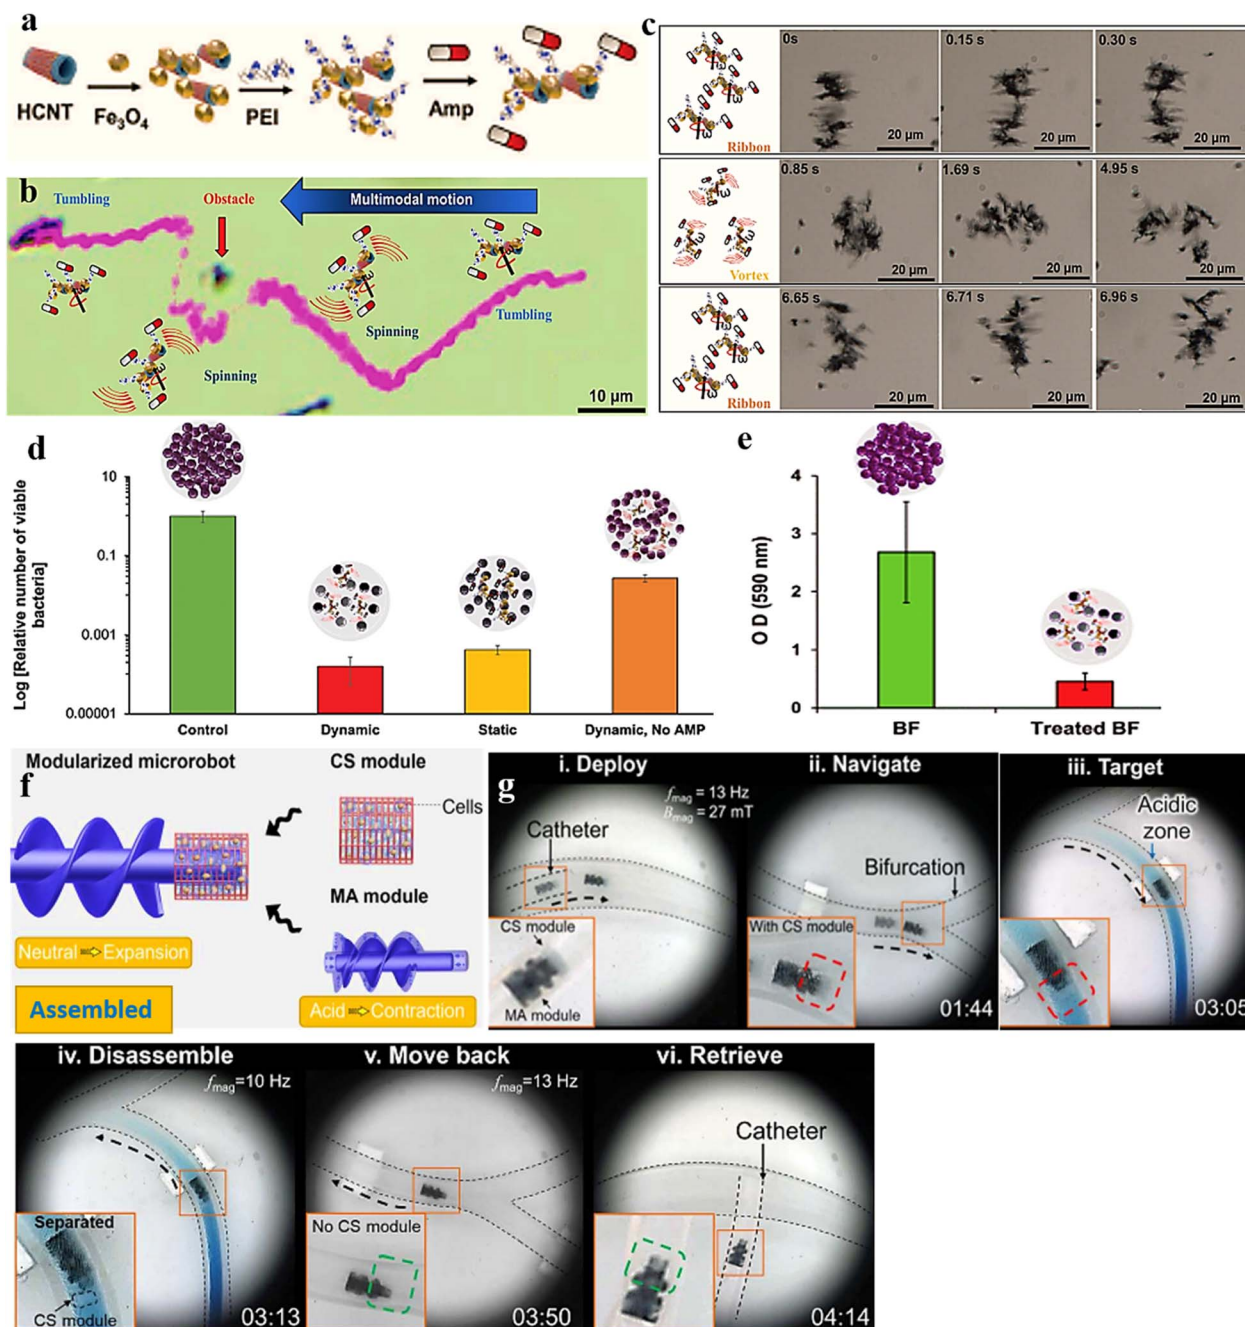 a
HCNT
Fe3O4
PEI
Amp
b
Tumbling
Obstacle
Multimodal motion
Spinning
Tumbling
Spinning
10 µm
c
0s
0.15 s
0.30 s
20 µm
20 µm
20 µm
Ribbon
0.85 s
1.69 s
4.95 s
20 µm
20 µm
20 µm
Vortex
6.65 s
6.71 s
6.96 s
20 µm
20 µm
20 µm
Ribbon
d
Log [Relative number of viable
bacteria]
10
0.1
0.001
0.00001
Control
Dynamic
Static
Dynamic, No AMP
e
O D (590 nm)
4
3
2
1
0
BF
Treated BF
f
Modularized microrobot
CS module
Cells
MA module
Neutral ⇒ Expansion
Assembled
Acid ⇒ Contraction
g
i. Deploy
fmag = 13 Hz
Bmag = 27 mT
Catheter
CS module
MA module
ii. Navigate
Bifurcation
With CS module
01:44
iii. Target
Acidic
zone
03:05
iv. Disassemble
fmag=10 Hz
Separated
CS module
03:13
v. Move back
fmag=13 Hz
No CS module
03:50
vi. Retrieve
Catheter
04:14